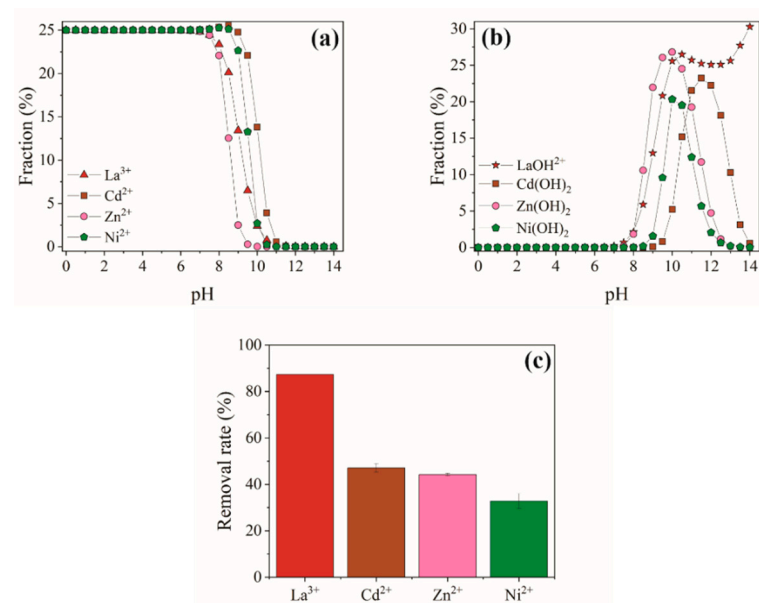 (a)
Fraction (%)
30
25
20
15
10
5
0
La³⁺
Cd²⁺
Zn²⁺
Ni²⁺
0 2 4 6 8 10 12 14
pH
(b)
Fraction (%)
30
25
20
15
10
5
0
LaOH²⁺
Cd(OH)₂
Zn(OH)₂
Ni(OH)₂
0 2 4 6 8 10 12 14
pH
(c)
Removal rate (%)
100
80
60
40
20
0
La³⁺ Cd²⁺ Zn²⁺ Ni²⁺